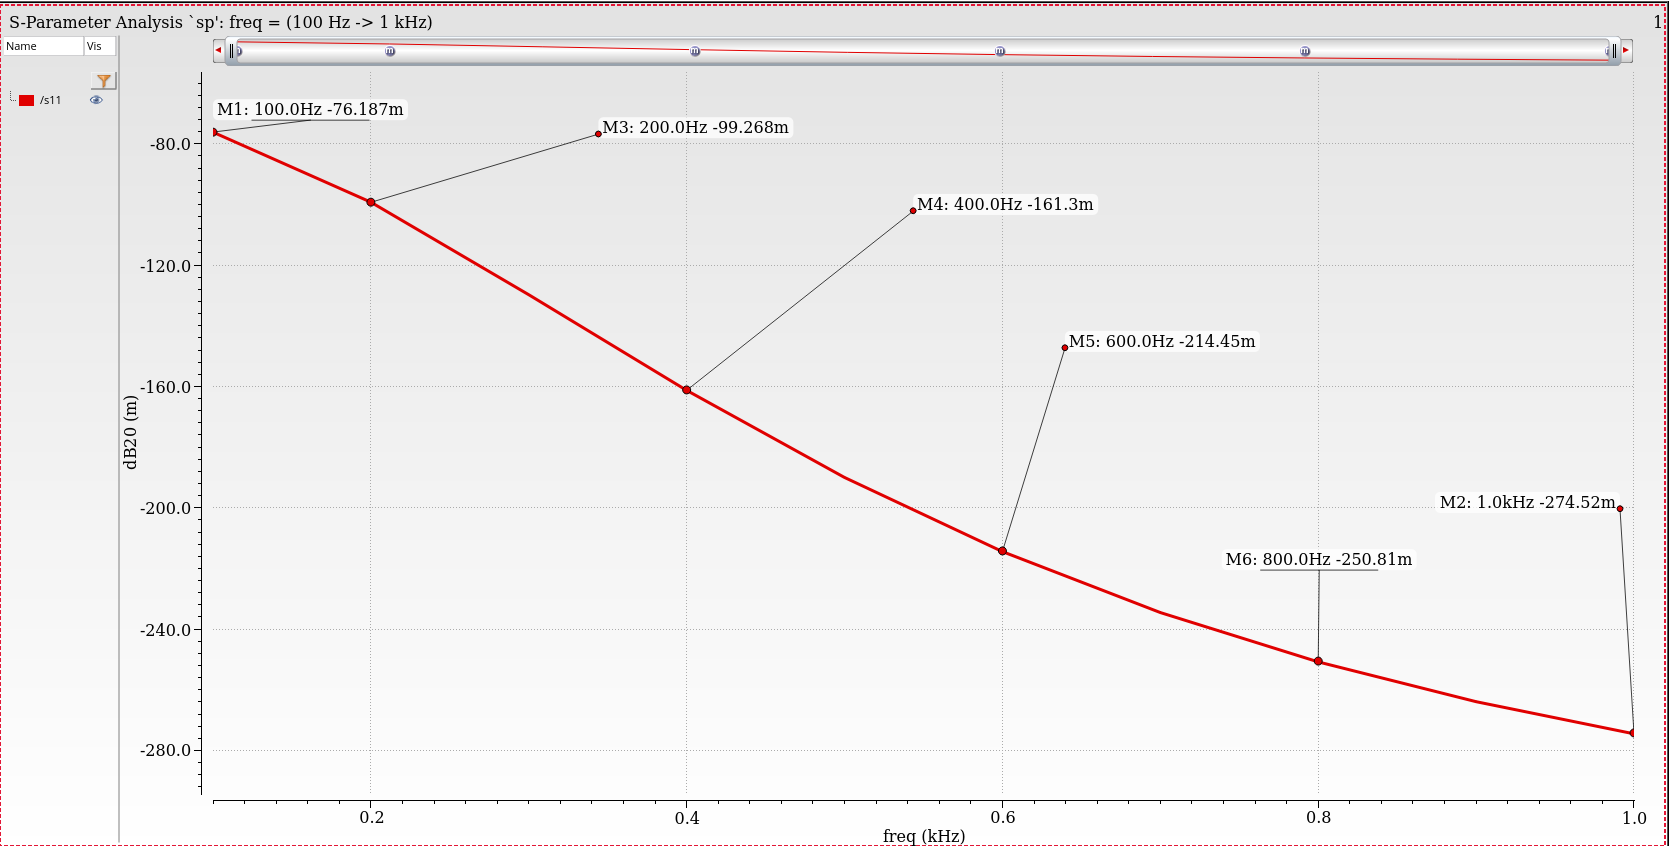 S-Parameter Analysis `sp': freq = (100 Hz -> 1 kHz)
1
Name
Vis
/s11
M1: 100.0Hz -76.187m
M3: 200.0Hz -99.268m
M4: 400.0Hz -161.3m
M5: 600.0Hz -214.45m
M2: 1.0kHz -274.52m
M6: 800.0Hz -250.81m
-80.0
-120.0
-160.0
-200.0
-240.0
-280.0
dB20 (m)
0.2
0.4
0.6
0.8
1.0
freq (kHz)